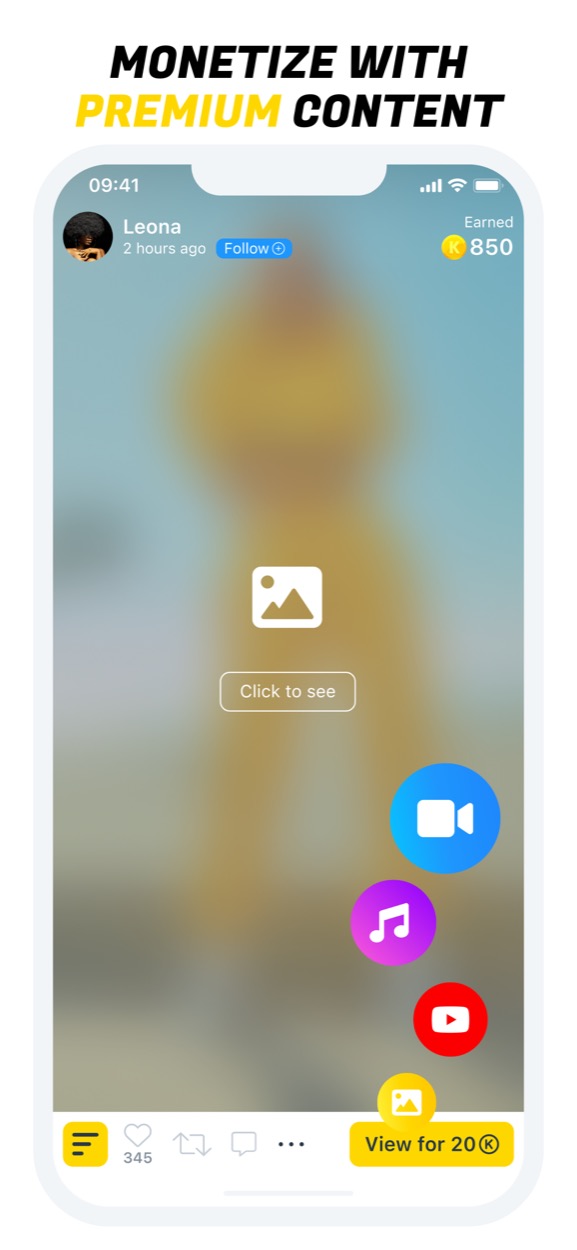 MONETIZE WITH
PREMIUM CONTENT
09:41
Leona
2 hours ago Follow
Earned
K 850
Click to see
345
View for 20 K